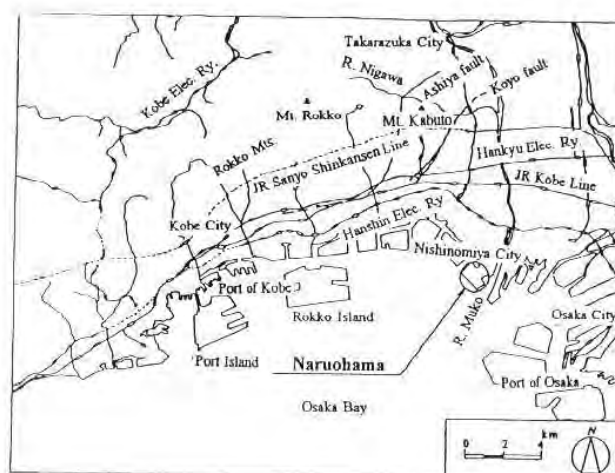 Takarazuka City
R. Nigawa
Ashiya fault
Koyo fault
Kobe Elec. Ry.
Mt. Rokko
Mt. Kabuto
Rokko Mts.
JR Sanyo Shinkansen Line
Hankyu Elec. Ry
JR Kobe Line
Kobe City
Hanshin Elec. Ry
Nishinomiya City
Port of Kobe
Rokko Island
R. Muko
Osaka City
Port Island
Naruohama
Port of Osaka
Osaka Bay
N
km
0 2 4